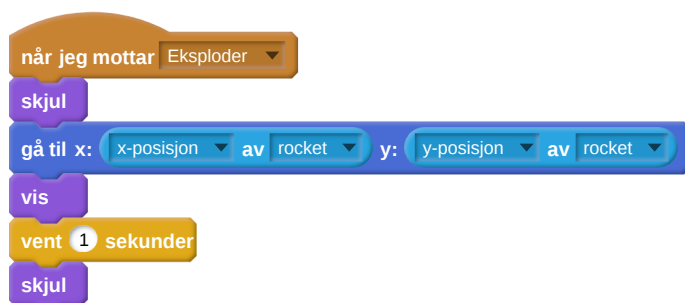 når jeg mottar Eksploder
skjul
gå til x: x-posisjon av rocket y: y-posisjon av rocket
vis
vent 1 sekunder
skjul